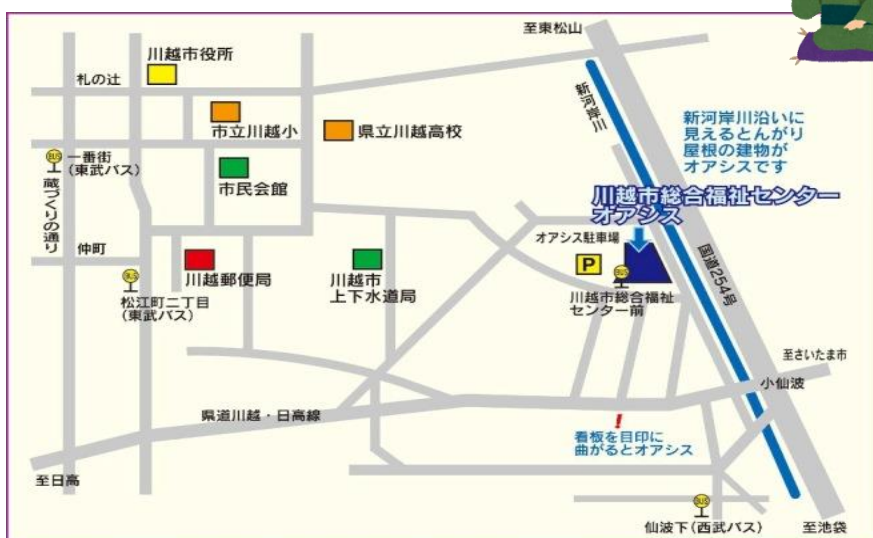 至東松山
川越市役所
札の辻
新河岸川
市立川越小
県立川越高校
新河岸川沿いに
見えるとんがり
屋根の建物が
オアシスです
BUS
一番街
(東武バス)
市民会館
蔵づくりの通り
川越市総合福祉センター
オアシス
オアシス駐車場
仲町
P
BUS
国道254号
川越郵便局
川越市
上下水道局
BUS
川越市総合福祉
センター前
松江町二丁目
(東武バス)
至さいたま市
小仙波
県道川越・日高線
!
看板を目印に
曲がるとオアシス
至日高
BUS
仙波下(西武バス)
至池袋